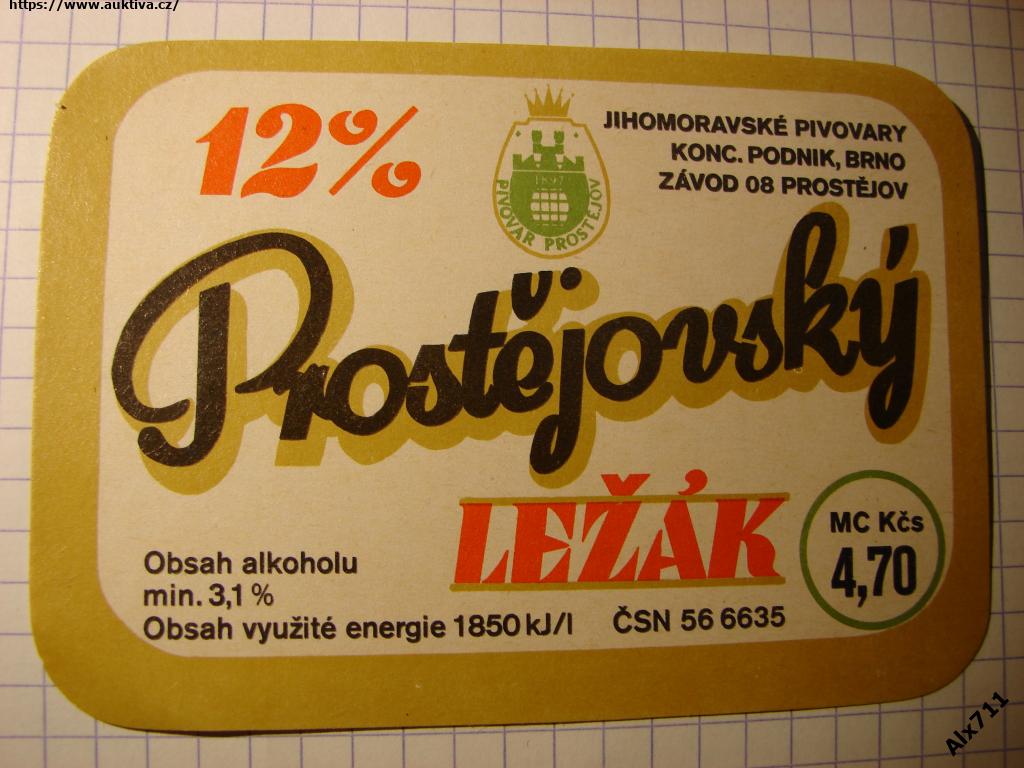 https://www.auktiva.cz/
12%
1897
PIVOVAR PROSTĚJOV
JIHOMORAVSKÉ PIVOVARY
KONC. PODNIK, BRNO
ZÁVOD 08 PROSTĚJOV
Prostějovský
LEŽÁK
MC Kčs
4,70
Obsah alkoholu
min. 3,1 %
Obsah využité energie 1850 kJ/l
ČSN 56 6635
Alx711